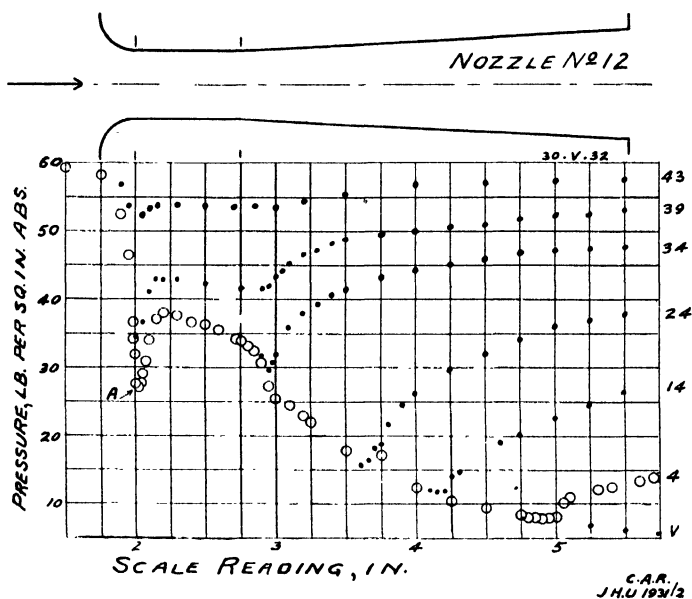 NOZZLE Nº 12
30.V.32
PRESSURE, LB. PER SQ. IN. ABS.
60
50
40
30
20
10
43
39
34
24
14
4
V
A
2
3
4
5
SCALE READING, IN.
C.A.R.
J H.U 1931/2